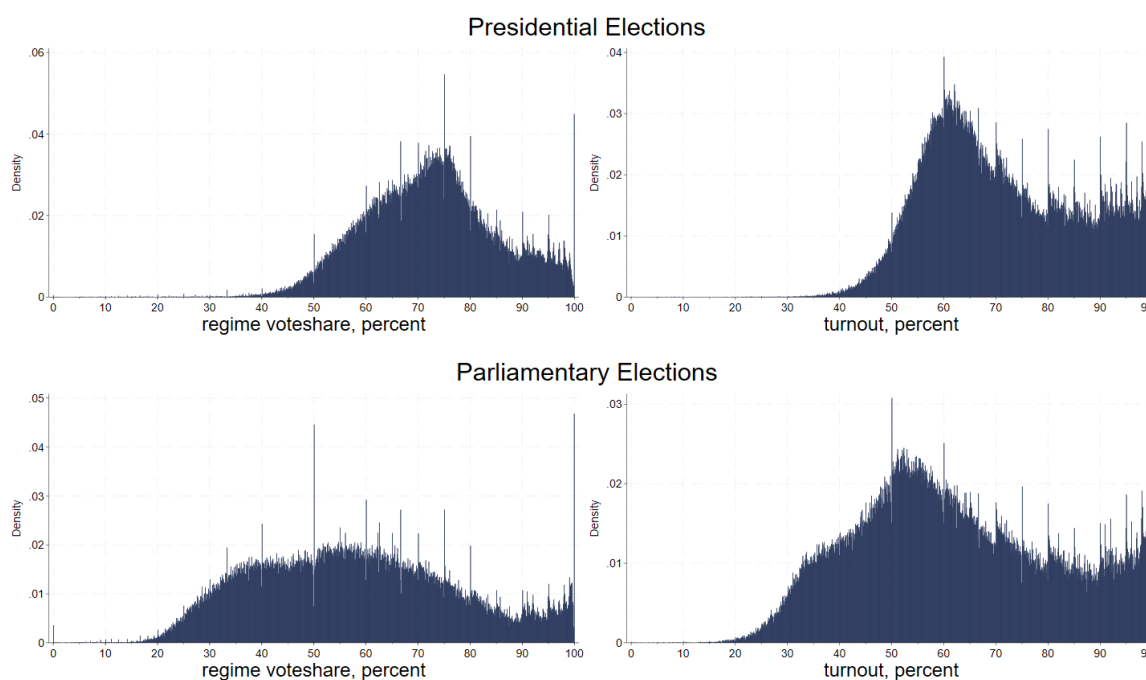 Presidential Elections
.06
.04
.02
0
Density
0 10 20 30 40 50 60 70 80 90 100
regime voteshare, percent
.04
.03
.02
.01
0
Density
0 10 20 30 40 50 60 70 80 90
turnout, percent
Parliamentary Elections
.05
.04
.03
.02
.01
0
Density
0 10 20 30 40 50 60 70 80 90 100
regime voteshare, percent
.03
.02
.01
0
Density
0 10 20 30 40 50 60 70 80 90
turnout, percent